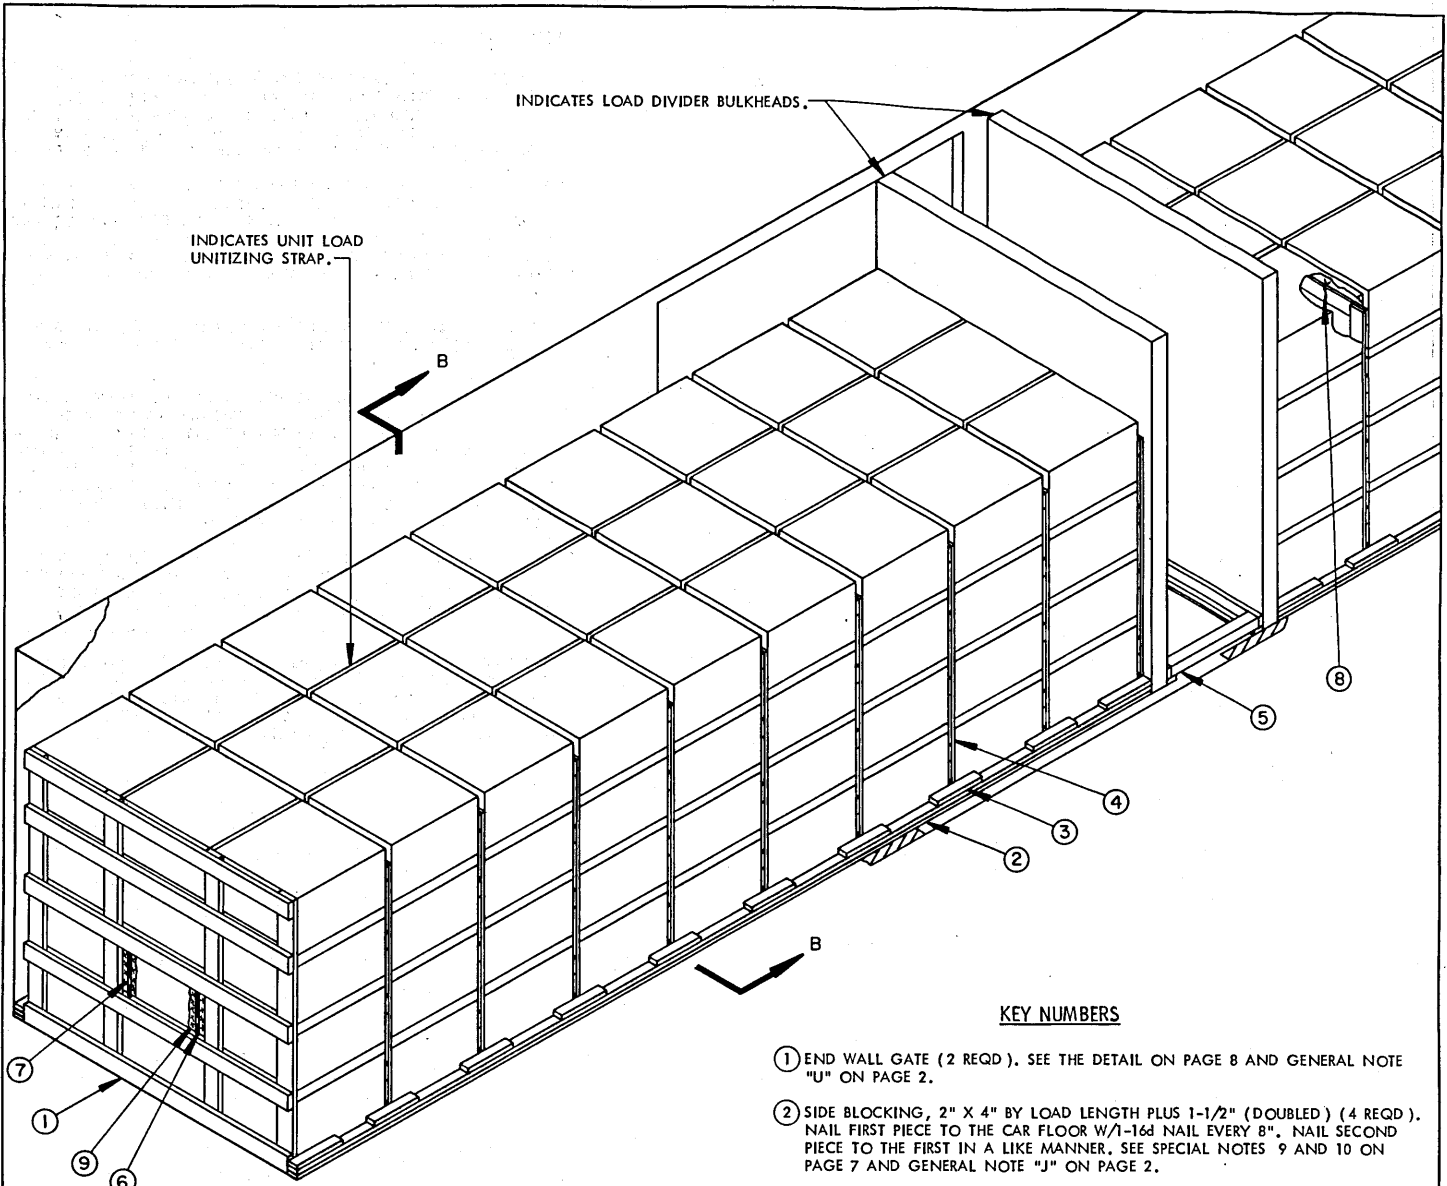 INDICATES LOAD DIVIDER BULKHEADS.
INDICATES UNIT LOAD
UNITIZING STRAP.
B
8
5
4
3
2
B
7
1
9
6
KEY NUMBERS
1 END WALL GATE (2 REQD). SEE THE DETAIL ON PAGE 8 AND GENERAL NOTE
"U" ON PAGE 2.
2 SIDE BLOCKING, 2" X 4" BY LOAD LENGTH PLUS 1-1/2" (DOUBLED) (4 REQD).
NAIL FIRST PIECE TO THE CAR FLOOR W/1-16d NAIL EVERY 8". NAIL SECOND
PIECE TO THE FIRST IN A LIKE MANNER. SEE SPECIAL NOTES 9 AND 10 ON
PAGE 7 AND GENERAL NOTE "J" ON PAGE 2.